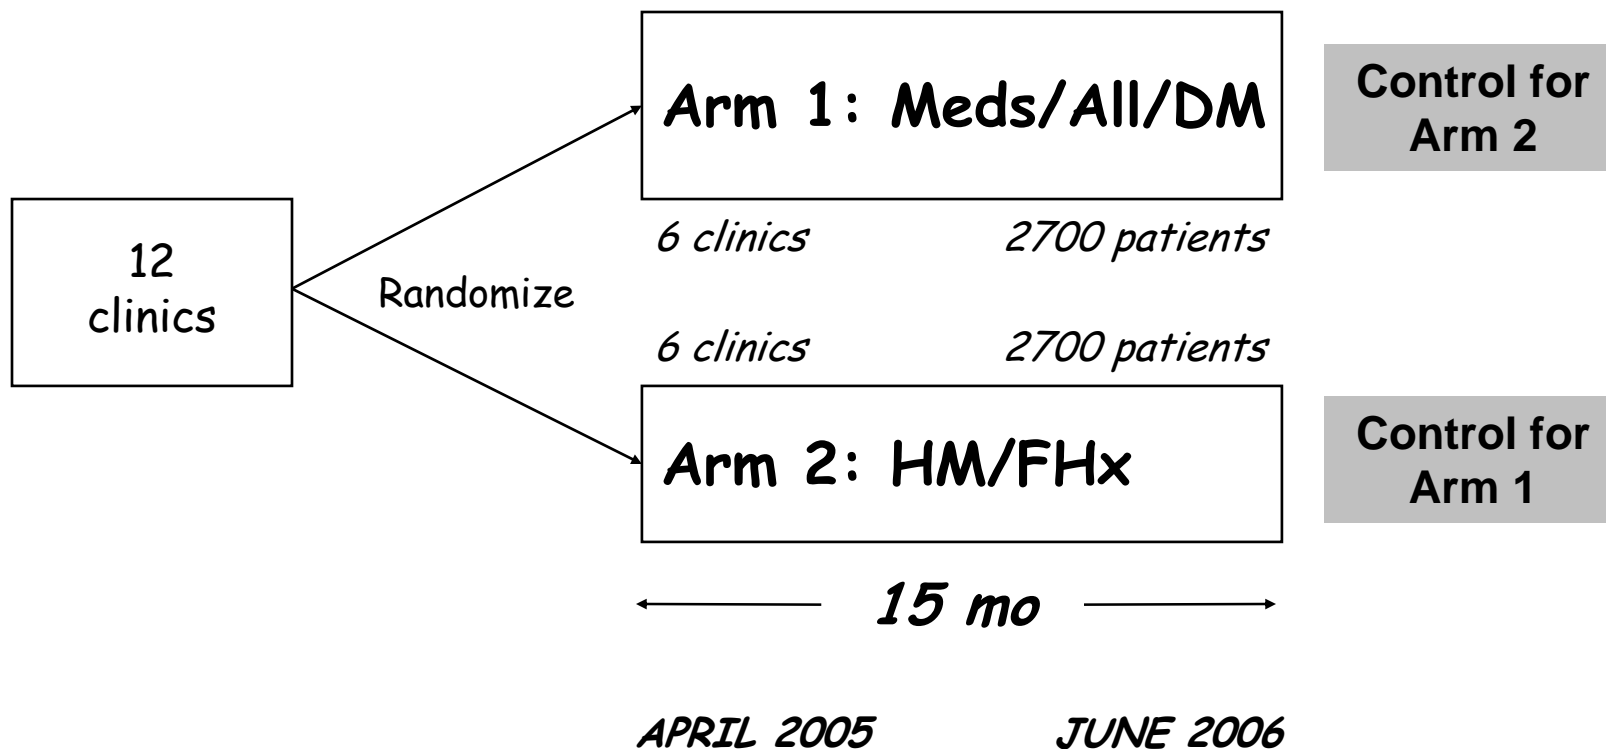 Arm 1: Meds/All/DM
Control for
Arm 2
6 clinics 2700 patients
12
clinics
Randomize
6 clinics 2700 patients
Arm 2: HM/FHx
Control for
Arm 1
15 mo
APRIL 2005 JUNE 2006